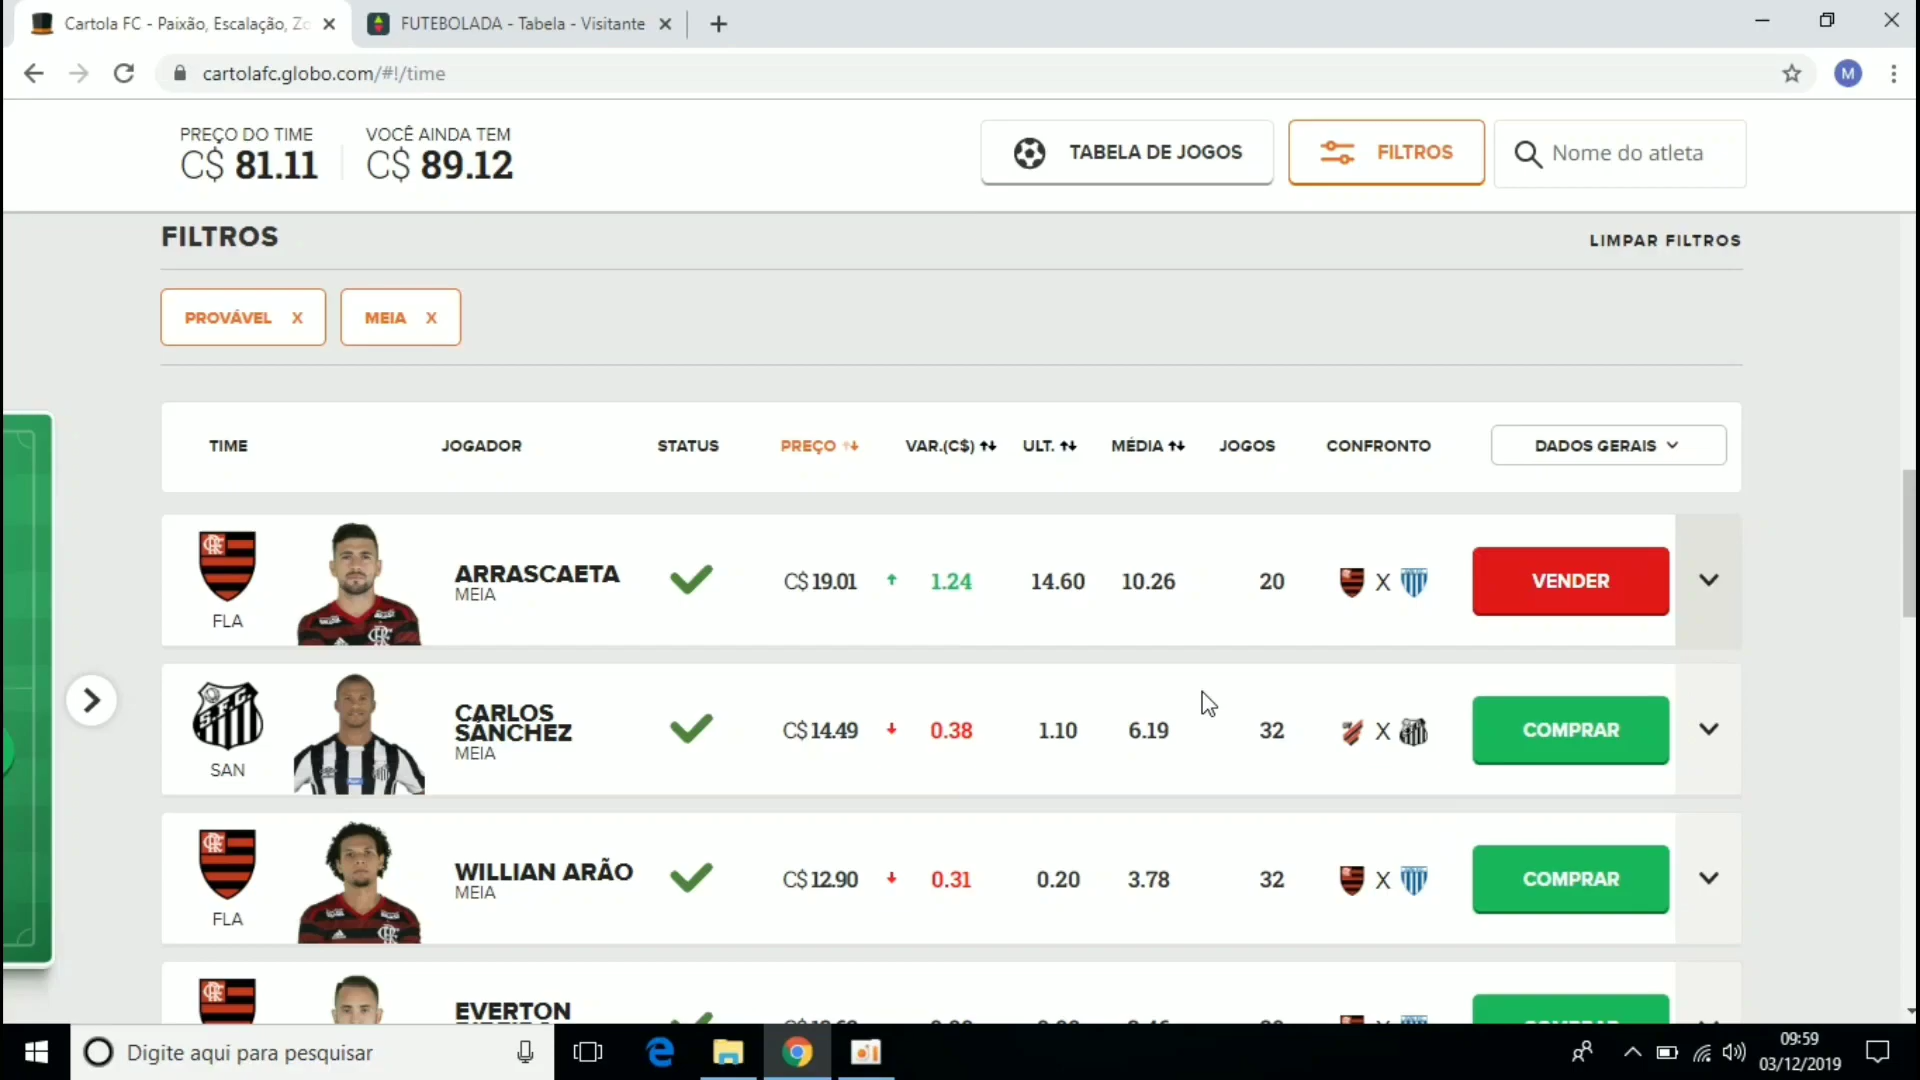 Cartola FC - Paixão, Escalação, Zo
FUTEBOLADA - Tabela - Visitante
cartolafc.globo.com/#!/time
M
PREÇO DO TIME
C$ 81.11
VOCÊ AINDA TEM
C$ 89.12
TABELA DE JOGOS
FILTROS
Nome do atleta
FILTROS
LIMPAR FILTROS
PROVÁVEL X
MEIA X
TIME JOGADOR STATUS PREÇO VAR.(C$) ULT. MÉDIA JOGOS CONFRONTO DADOS GERAIS
FLA
ARRASCAETA
MEIA
C$ 19.01 1.24 14.60 10.26 20 X VENDER
SAN
CARLOS
SÁNCHEZ
MEIA
C$ 14.49 0.38 1.10 6.19 32 X COMPRAR
FLA
WILLIAN ARÃO
MEIA
C$ 12.90 0.31 0.20 3.78 32 X COMPRAR
EVERTON
Digite aqui para pesquisar
09:59
03/12/2019